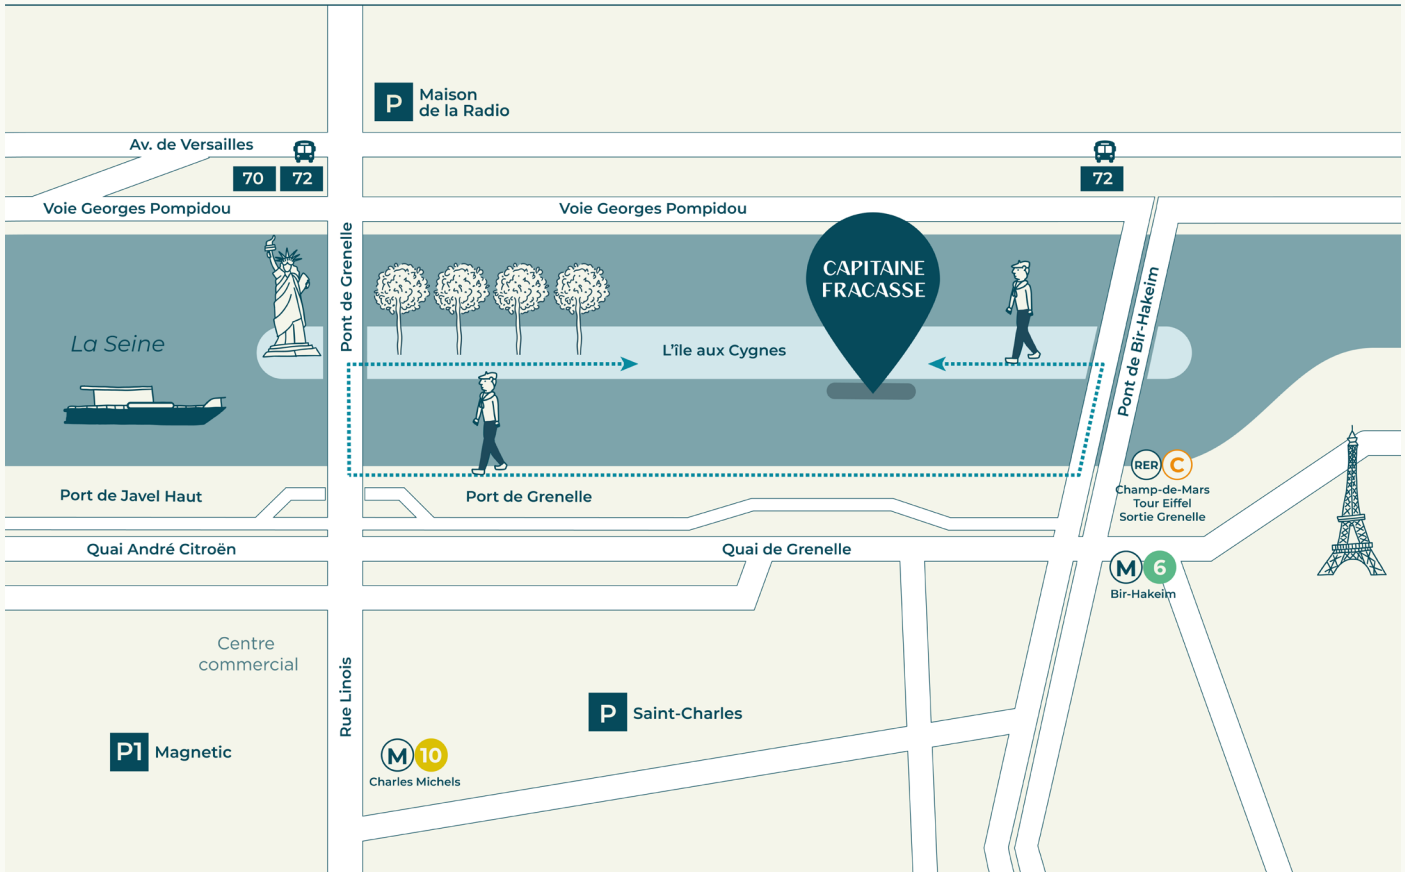 P
Maison
de la Radio
Av. de Versailles
70
72
72
Voie Georges Pompidou
Voie Georges Pompidou
Pont de Grenelle
CAPITAINE
FRACASSE
Pont de Bir-Hakeim
La Seine
L'île aux Cygnes
RER C
Champ-de-Mars
Tour Eiffel
Sortie Grenelle
Port de Javel Haut
Port de Grenelle
Quai André Citroën
Quai de Grenelle
M 6
Bir-Hakeim
Centre
commercial
Rue Linois
P
Saint-Charles
P1
Magnetic
M 10
Charles Michels